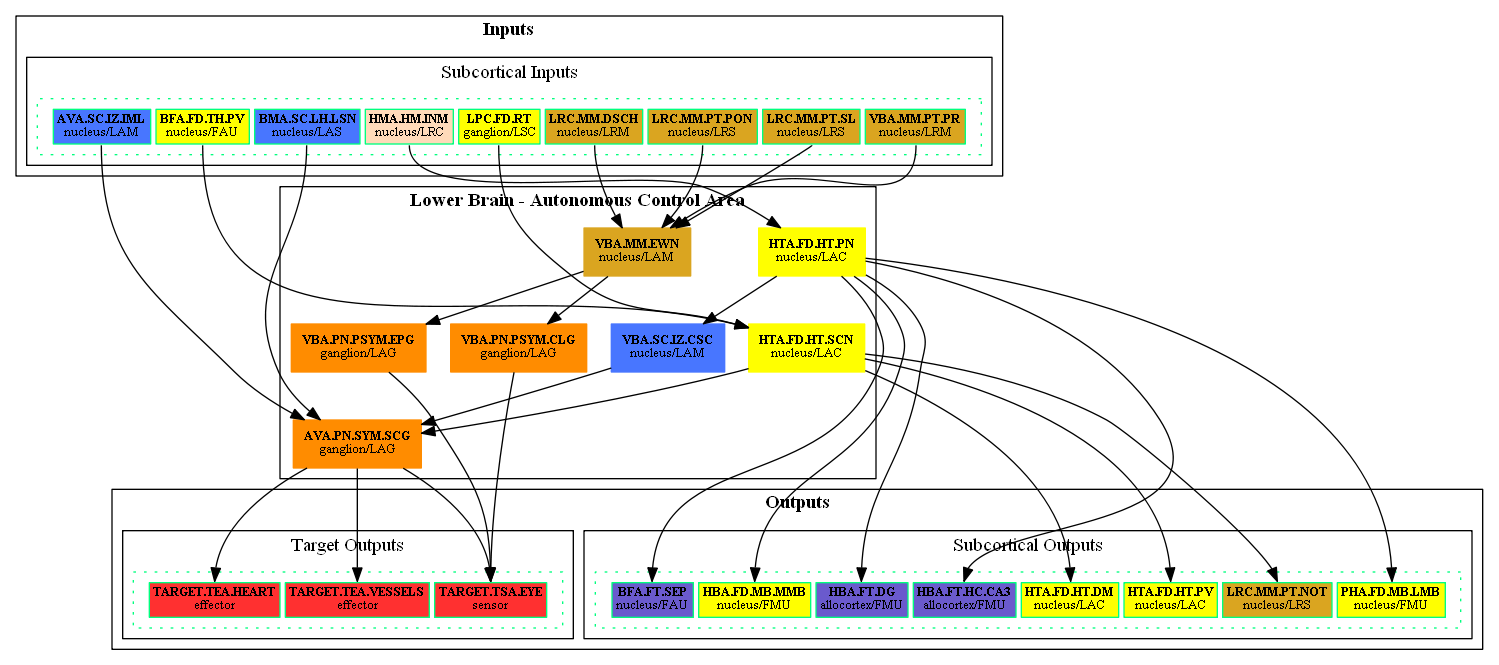 Inputs
Subcortical Inputs
AVA.SC.IZ.IML
nucleus/LAM
BFA.FD.TH.PV
nucleus/FAU
BMA.SC.LH.LSN
nucleus/LAS
HMA.HM.INM
nucleus/LRC
LPC.FD.RT
ganglion/LSC
LRC.MM.DSCH
nucleus/LRM
LRC.MM.PT.PON
nucleus/LRS
LRC.MM.PT.SL
nucleus/LRS
VBA.MM.PT.PR
nucleus/LRM
Lower Brain - Autonomous Control Area
VBA.MM.EWN
nucleus/LAM
HTA.FD.HT.PN
nucleus/LAC
VBA.PN.PSYM.EPG
ganglion/LAG
VBA.PN.PSYM.CLG
ganglion/LAG
VBA.SC.IZ.CSC
nucleus/LAM
HTA.FD.HT.SCN
nucleus/LAC
AVA.PN.SYM.SCG
ganglion/LAG
Outputs
Target Outputs
TARGET.TEA.HEART
effector
TARGET.TEA.VESSELS
effector
TARGET.TSA.EYE
sensor
Subcortical Outputs
BFA.FT.SEP
nucleus/FAU
HBA.FD.MB.MMB
nucleus/FMU
HBA.FT.DG
allocortex/FMU
HBA.FT.HC.CA3
allocortex/FMU
HTA.FD.HT.DM
nucleus/LAC
HTA.FD.HT.PV
nucleus/LAC
LRC.MM.PT.NOT
nucleus/LRS
PHA.FD.MB.LMB
nucleus/FMU